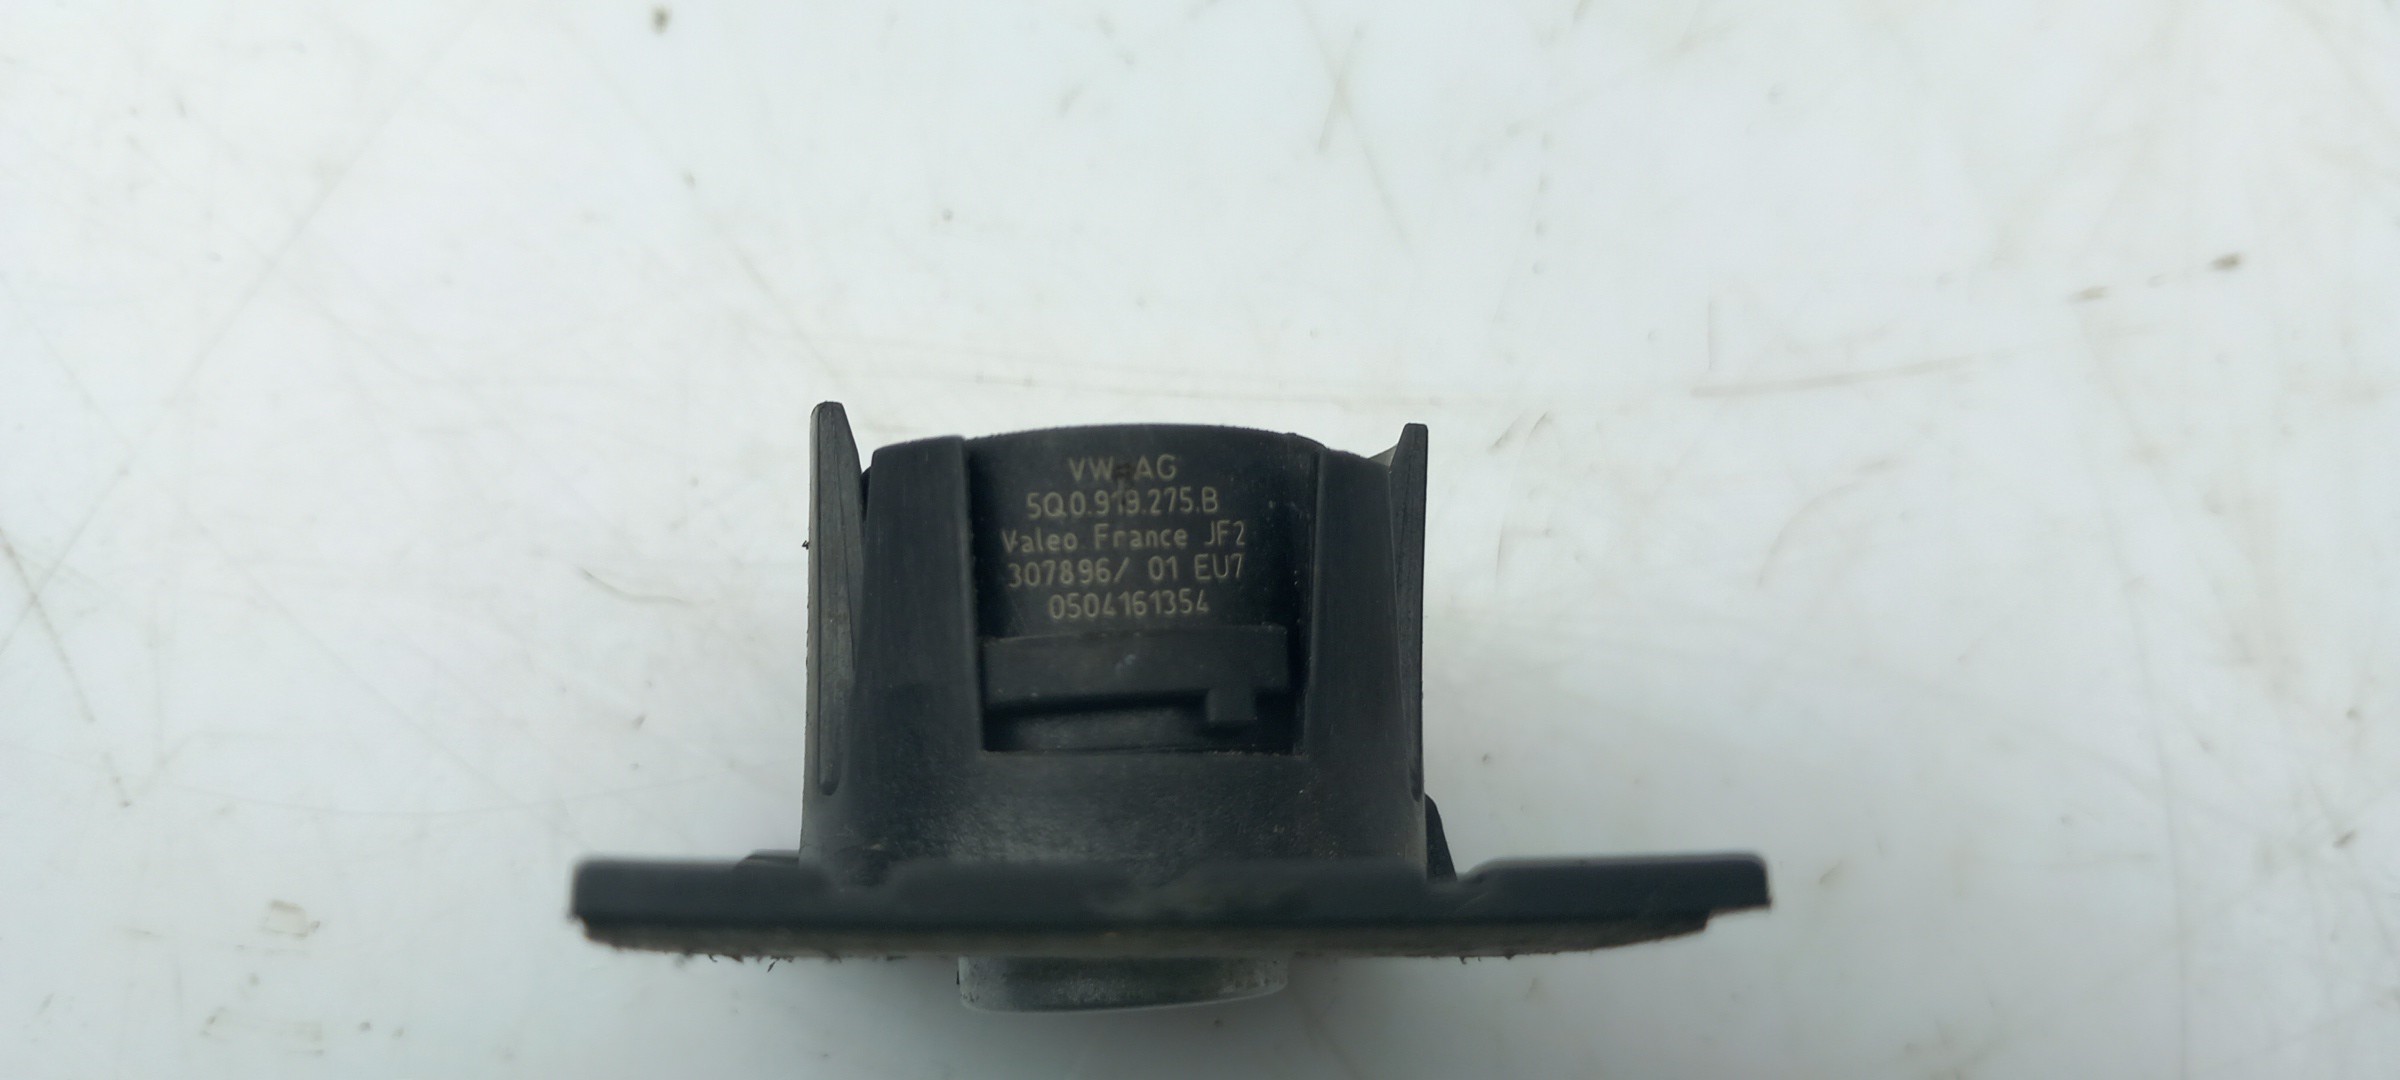 VW AG
5Q0.919.275.B
Valeo France JF2
307896/ 01 EU7
0504161354